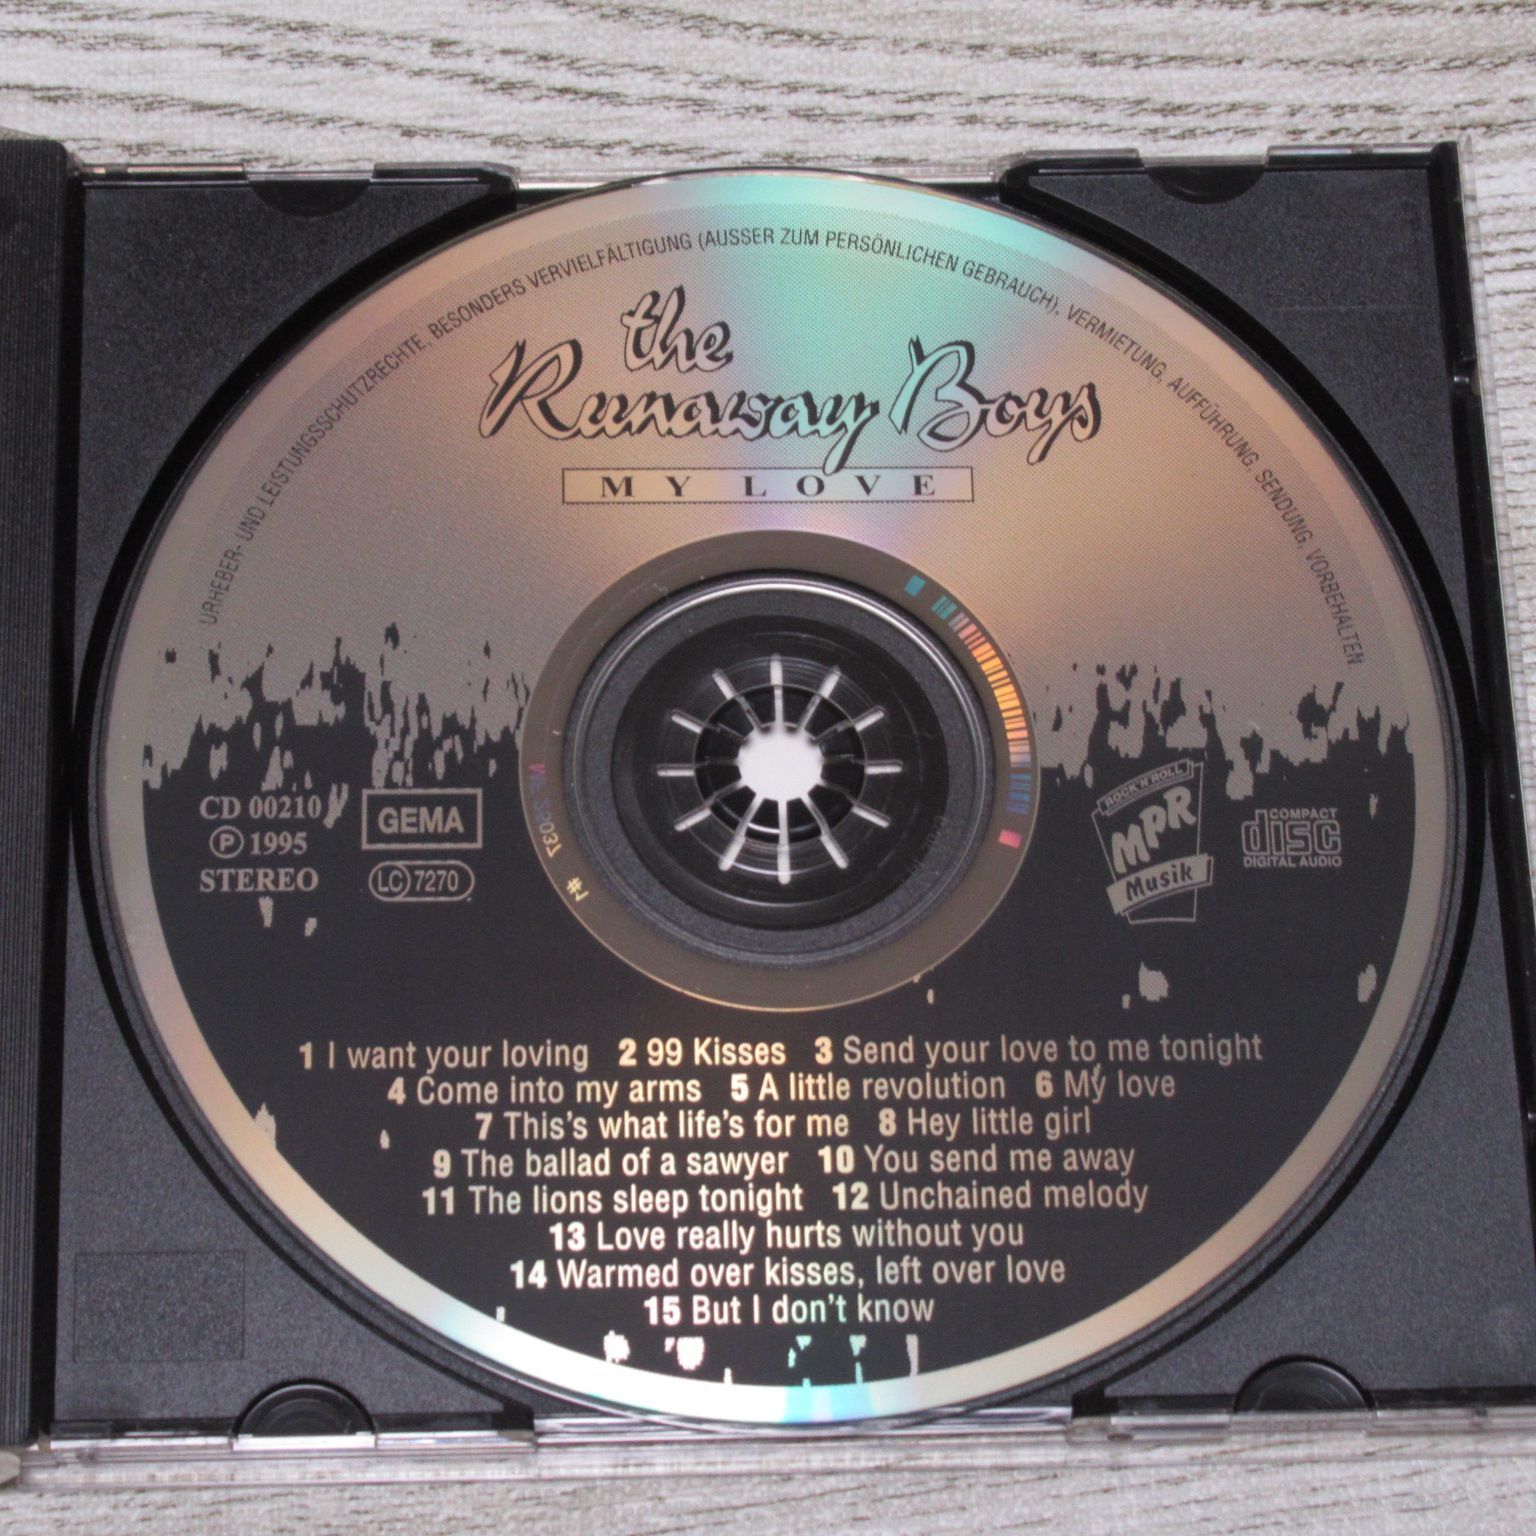 URHEBER- UND LEISTUNGSSCHUTZRECHTE, BESONDERS VERVIELFÄLTIGUNG (AUSSER ZUM PERSÖNLICHEN GEBRAUCH), VERMIETUNG, AUFFÜHRUNG, SENDUNG, VORBEHALTEN
the
Runaway Boys
MY LOVE
CD 00210
℗ 1995
STEREO
GEMA
LC 7270
ROCK'N'ROLL
MPR
Musik
COMPACT
disc
DIGITAL AUDIO
1 I want your loving 2 99 Kisses 3 Send your love to me tonight
4 Come into my arms 5 A little revolution 6 My love
7 This's what life's for me 8 Hey little girl
9 The ballad of a sawyer 10 You send me away
11 The lions sleep tonight 12 Unchained melody
13 Love really hurts without you
14 Warmed over kisses, left over love
15 But I don't know